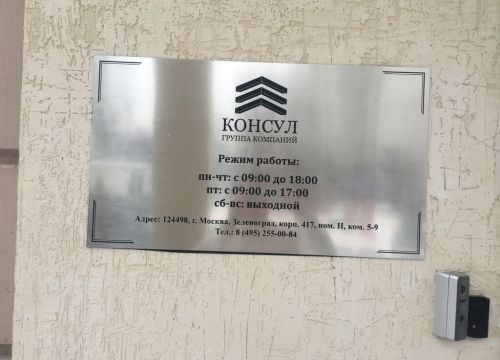 КОНСУЛ
ГРУППА КОМПАНИЙ
Режим работы:
пн-чт: с 09:00 до 18:00
пт: с 09:00 до 17:00
сб-вс: выходной
Адрес: 124498, г. Москва, Зеленоград, корп. 417, пом. II, ком. 5-9
Тел.: 8 (495) 255-00-84